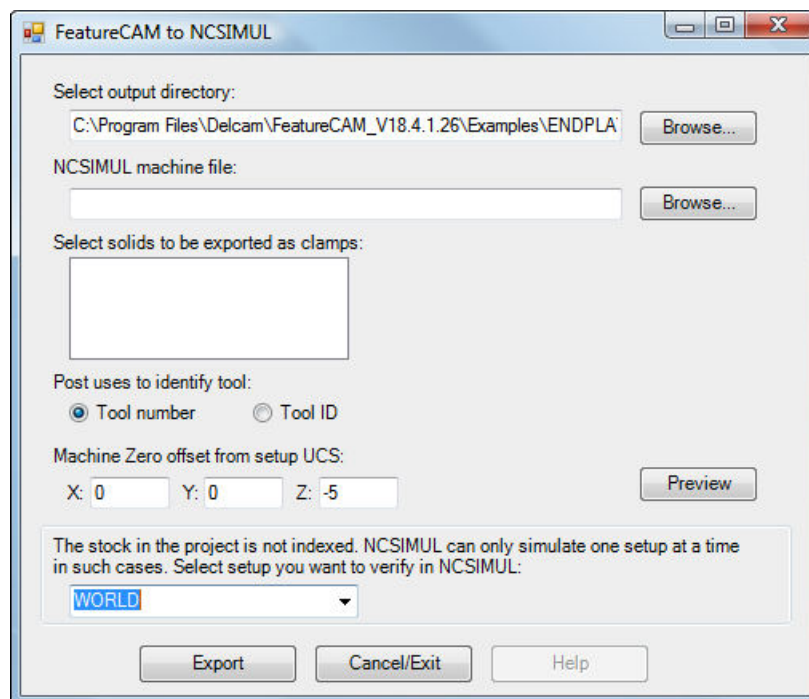 FeatureCAM to NCSIMUL
Select output directory:
C:\Program Files\Delcam\FeatureCAM_V18.4.1.26\Examples\ENDPLA
Browse...
NCSIMUL machine file:
Browse...
Select solids to be exported as clamps:
Post uses to identify tool:
Tool number Tool ID
Machine Zero offset from setup UCS:
X: 0 Y: 0 Z: -5
Preview
The stock in the project is not indexed. NCSIMUL can only simulate one setup at a time
in such cases. Select setup you want to verify in NCSIMUL:
WORLD
Export Cancel/Exit Help